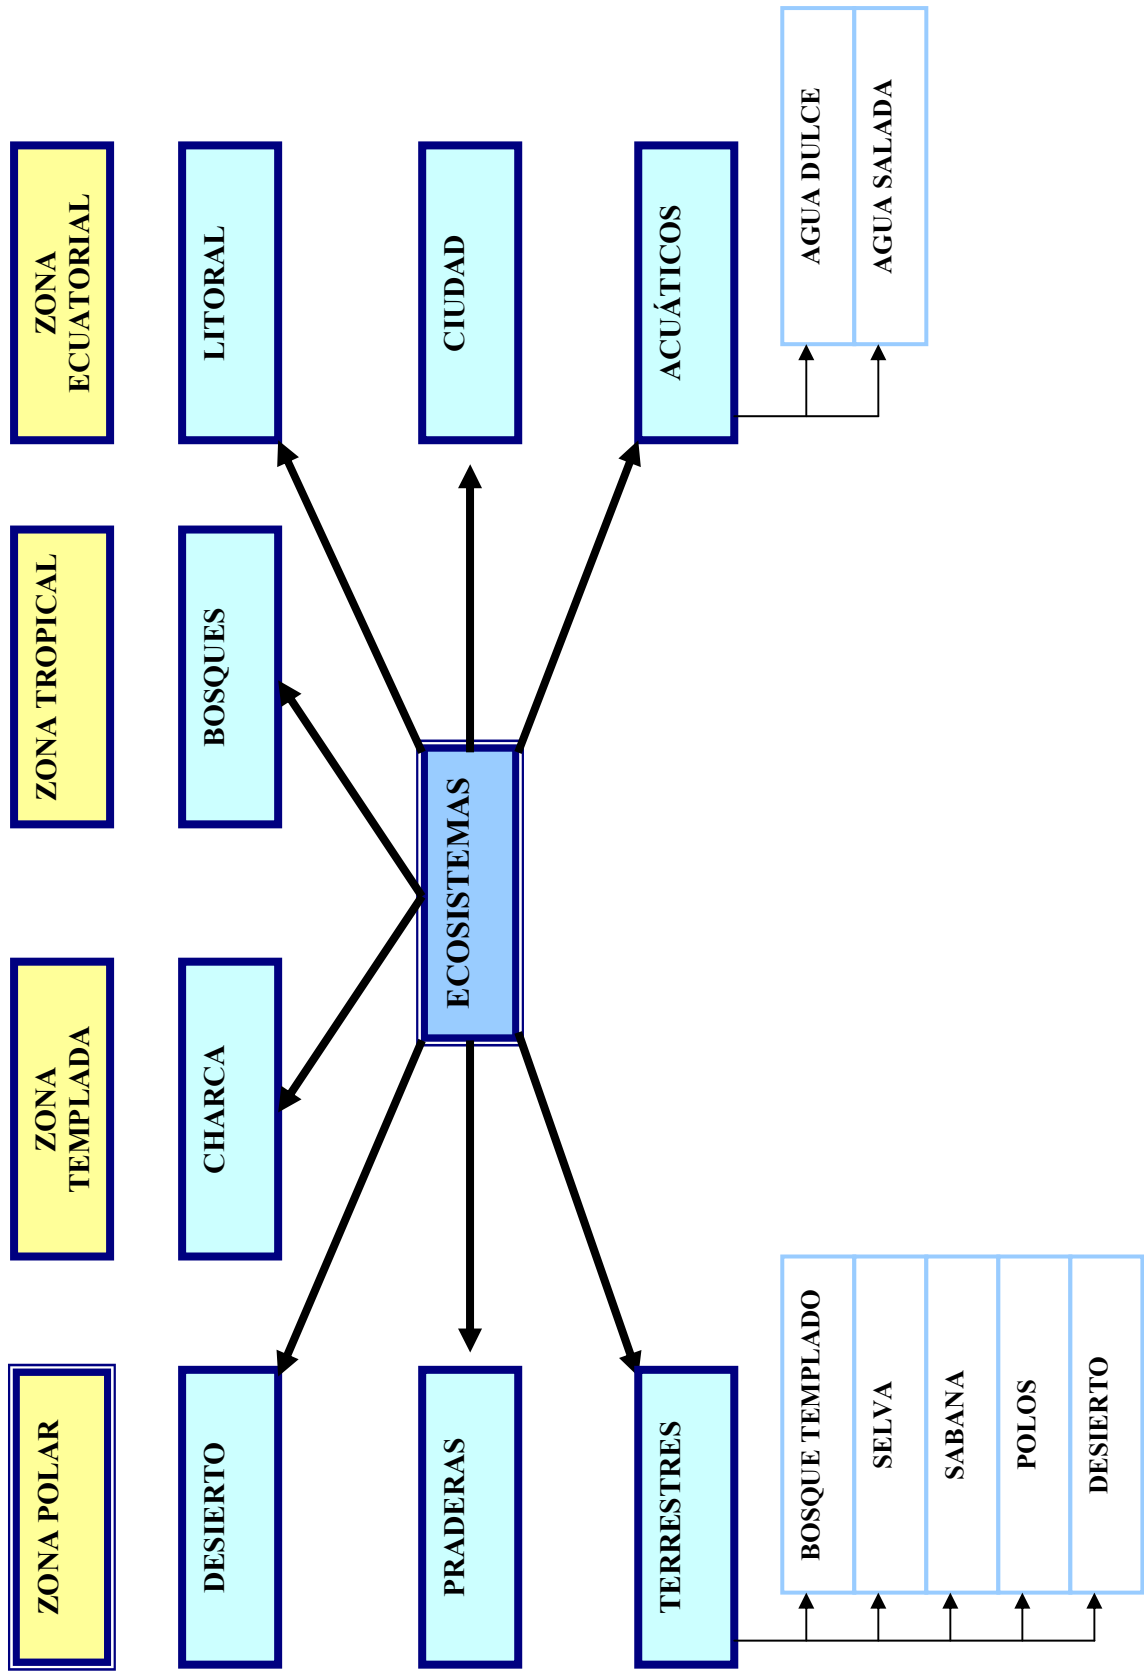 ZONA POLAR
ZONA
TEMPLADA
ZONA TROPICAL
ZONA
ECUATORIAL
DESIERTO
CHARCA
BOSQUES
LITORAL
PRADERAS
ECOSISTEMAS
CIUDAD
TERRESTRES
ACUÁTICOS
BOSQUE TEMPLADO
SELVA
SABANA
POLOS
DESIERTO
AGUA DULCE
AGUA SALADA